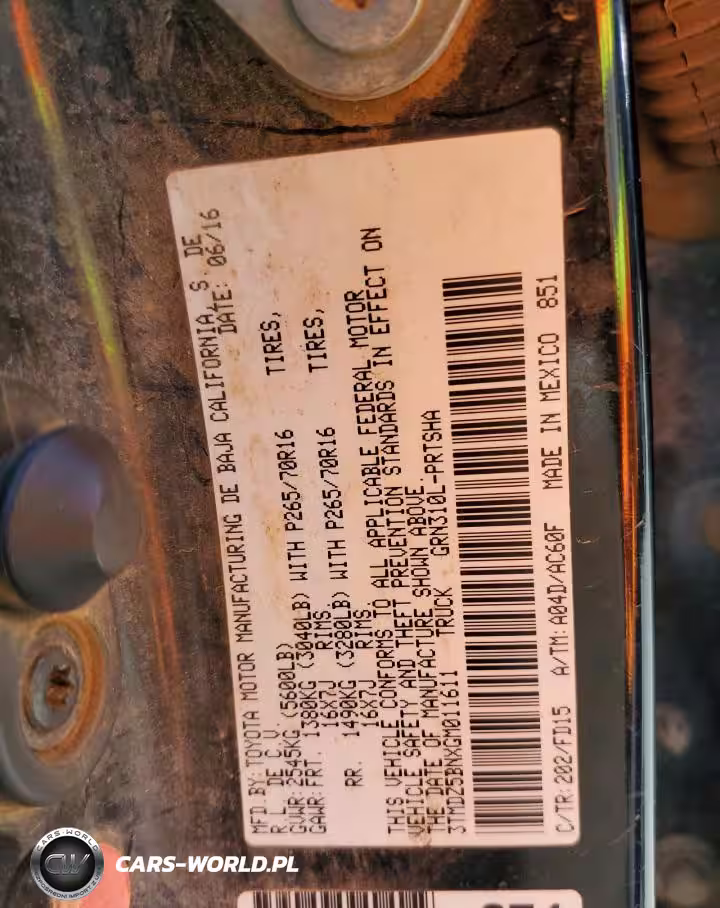 MFD BY: TOYOTA MOTOR MANUFACTURING DE BAJA CALIFORNIA, S DE
R L DE C.V. DATE: 06/16
GVWR: 2545KG (5600LB)
GAWR: FRT. 1380KG (3040LB) WITH P265/70R16 TIRES,
16X7J RIMS
RR. 1490KG (3280LB) WITH P265/70R16 TIRES,
16X7J RIMS
THIS VEHICLE CONFORMS TO ALL APPLICABLE FEDERAL MOTOR
VEHICLE SAFETY AND THEFT PREVENTION STANDARDS IN EFFECT ON
THE DATE OF MANUFACTURE SHOWN ABOVE
3TMDZ5BNXGM011611 TRUCK GRN310L-PRTSHA
C/TR: 202/FD15 A/TM: A04D/AC60F MADE IN MEXICO 851
CARS-WORLD
CW
CARS-WORLD.PL